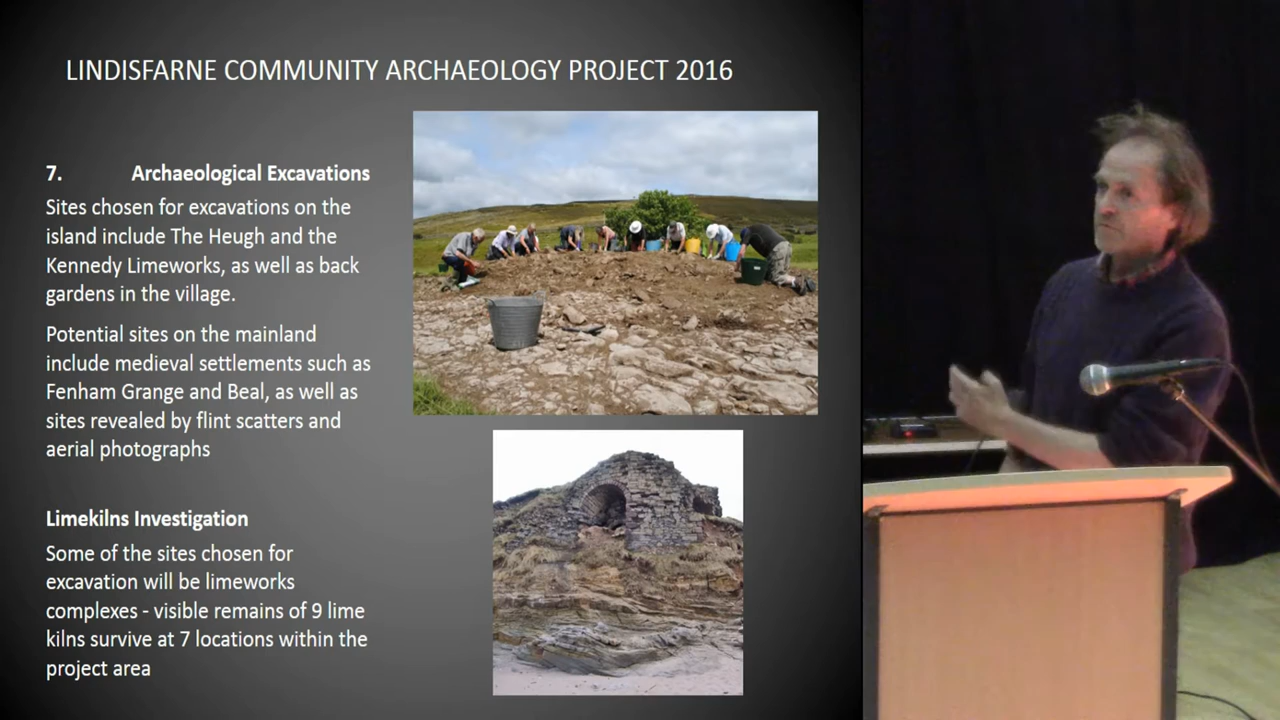 LINDISFARNE COMMUNITY ARCHAEOLOGY PROJECT 2016
7. Archaeological Excavations
Sites chosen for excavations on the
island include The Heugh and the
Kennedy Limeworks, as well as back
gardens in the village.
Potential sites on the mainland
include medieval settlements such as
Fenham Grange and Beal, as well as
sites revealed by flint scatters and
aerial photographs
Limekilns Investigation
Some of the sites chosen for
excavation will be limeworks
complexes - visible remains of 9 lime
kilns survive at 7 locations within the
project area